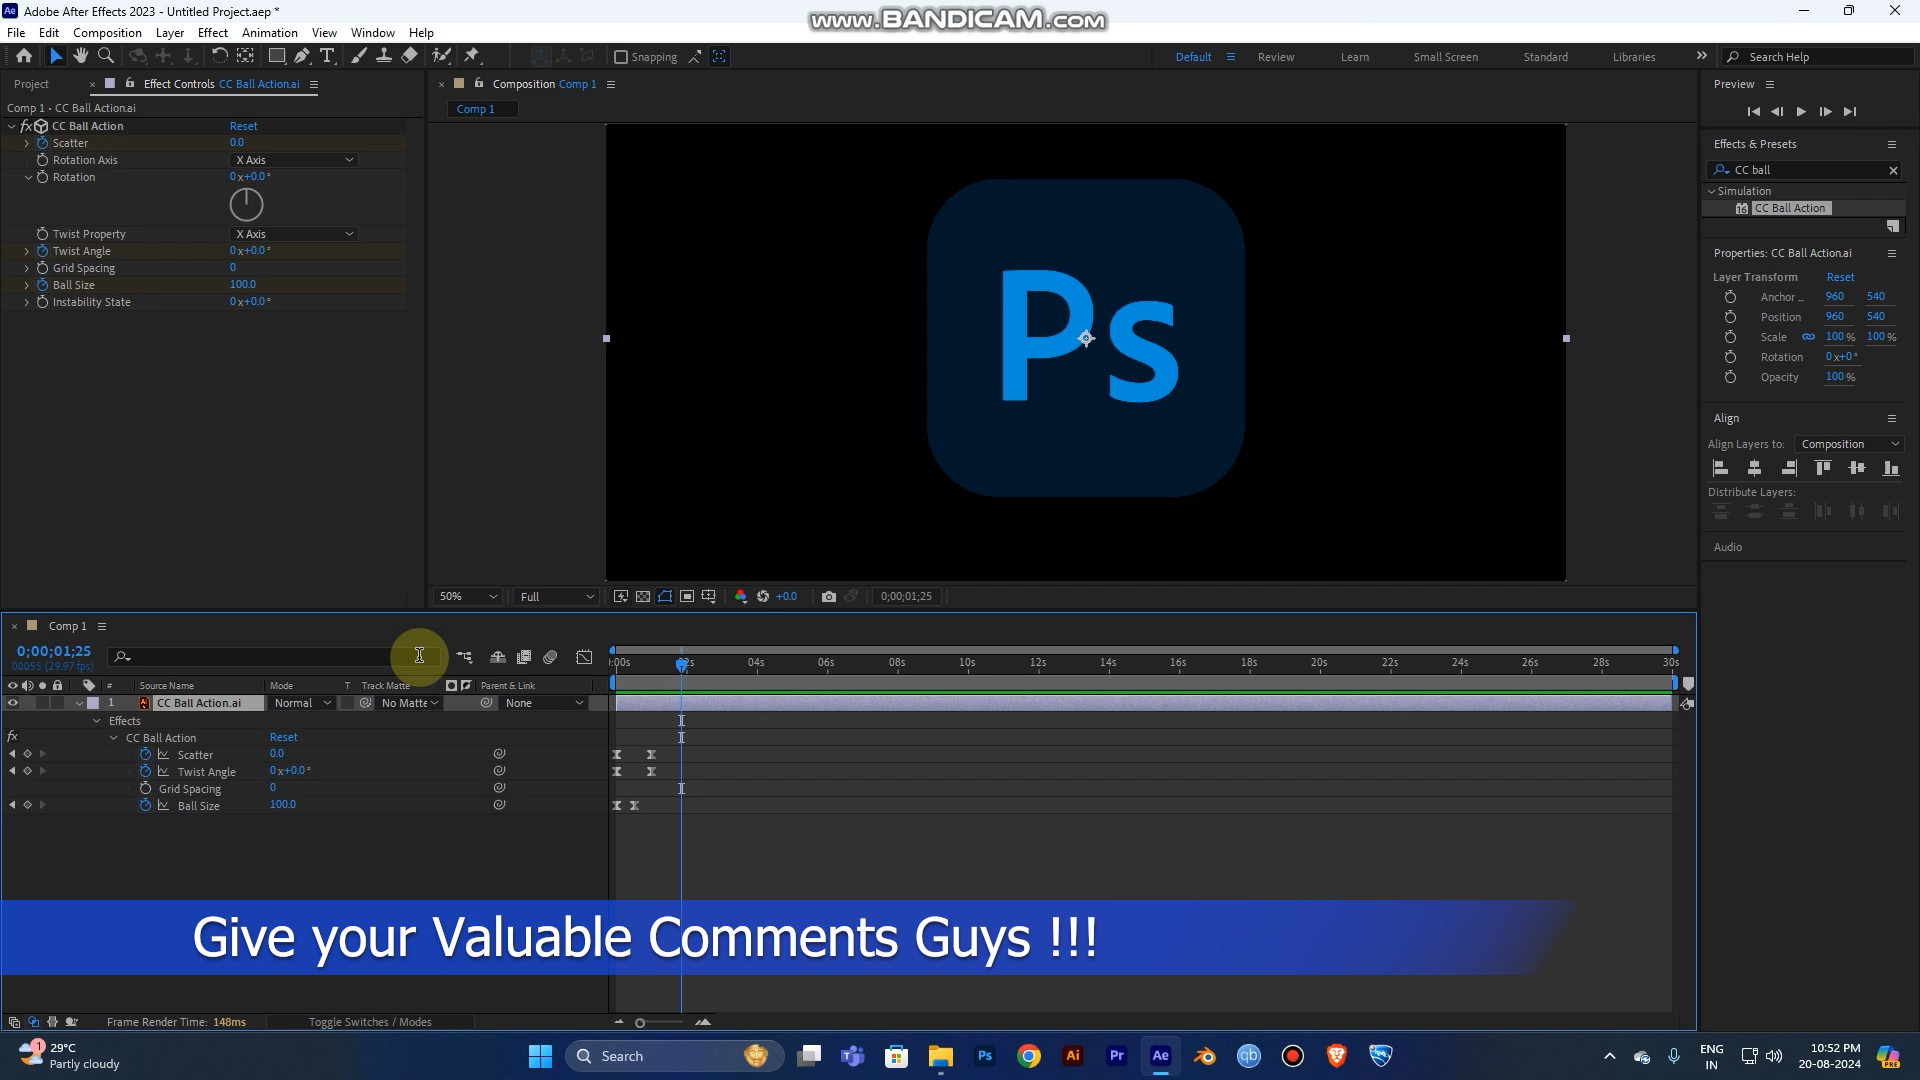 Adobe After Effects 2023 - Untitled Project.aep *
www.BANDICAM.com
File Edit Composition Layer Effect Animation View Window Help
Snapping
Default Review Learn Small Screen Standard Libraries Search Help
Project Effect Controls CC Ball Action.ai
Composition Comp 1
Preview
Comp 1 • CC Ball Action.ai
Comp 1
CC Ball Action Reset
Scatter 0.0
Rotation Axis X Axis
Rotation 0x+0.0°
Twist Property X Axis
Twist Angle 0x+0.0°
Grid Spacing 0
Ball Size 100.0
Instability State 0x+0.0°
Ps
Effects & Presets
CC ball
Simulation
CC Ball Action
Properties: CC Ball Action.ai
Layer Transform Reset
Anchor ... 960 540
Position 960 540
Scale 100% 100%
Rotation 0x+0°
Opacity 100%
Align
Align Layers to: Composition
Distribute Layers:
Audio
50% Full +0.0 0;00;01;25
Comp 1
0;00;01;25
00055 (29.97 fps)
:00s 02s 04s 06s 08s 10s 12s 14s 16s 18s 20s 22s 24s 26s 28s 30s
# Source Name Mode T Track Matte Parent & Link
1 CC Ball Action.ai Normal No Matte None
Effects
CC Ball Action Reset
Scatter 0.0
Twist Angle 0x+0.0°
Grid Spacing 0
Ball Size 100.0
Give your Valuable Comments Guys !!!
Frame Render Time: 148ms Toggle Switches / Modes
29°C
Partly cloudy
Search
ENG
IN
10:52 PM
20-08-2024